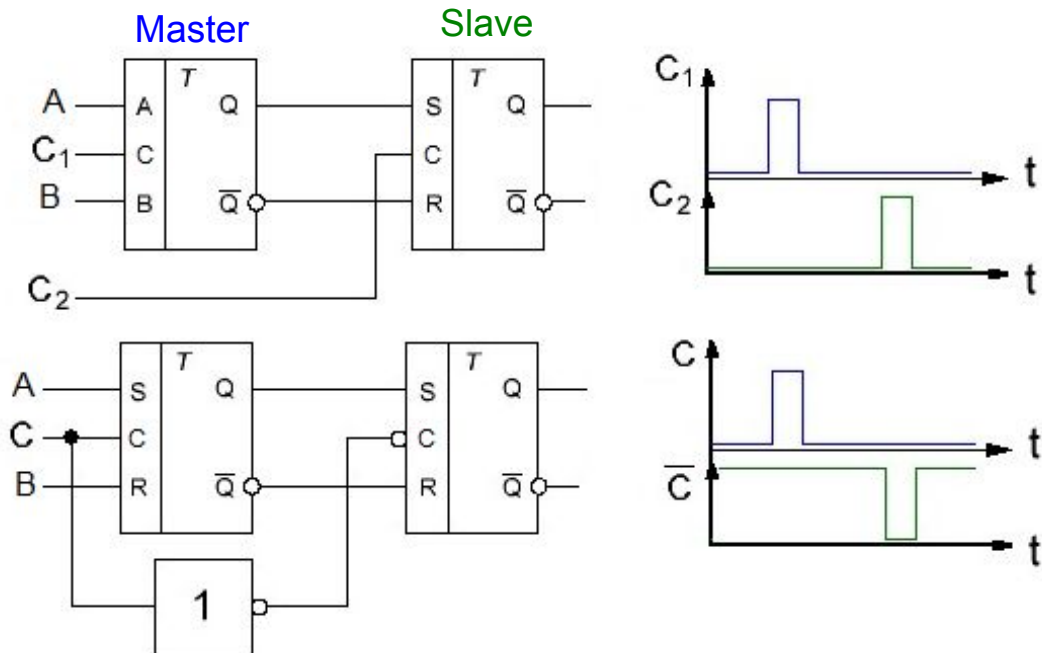 Master Slave
T T
C₁
A A Q S Q
C₁ C C t
C₂
B B Q̅ R Q̅
C₂ t
T T C
A S Q S Q
C C C t
C̅
B R Q̅ R Q̅
t
1